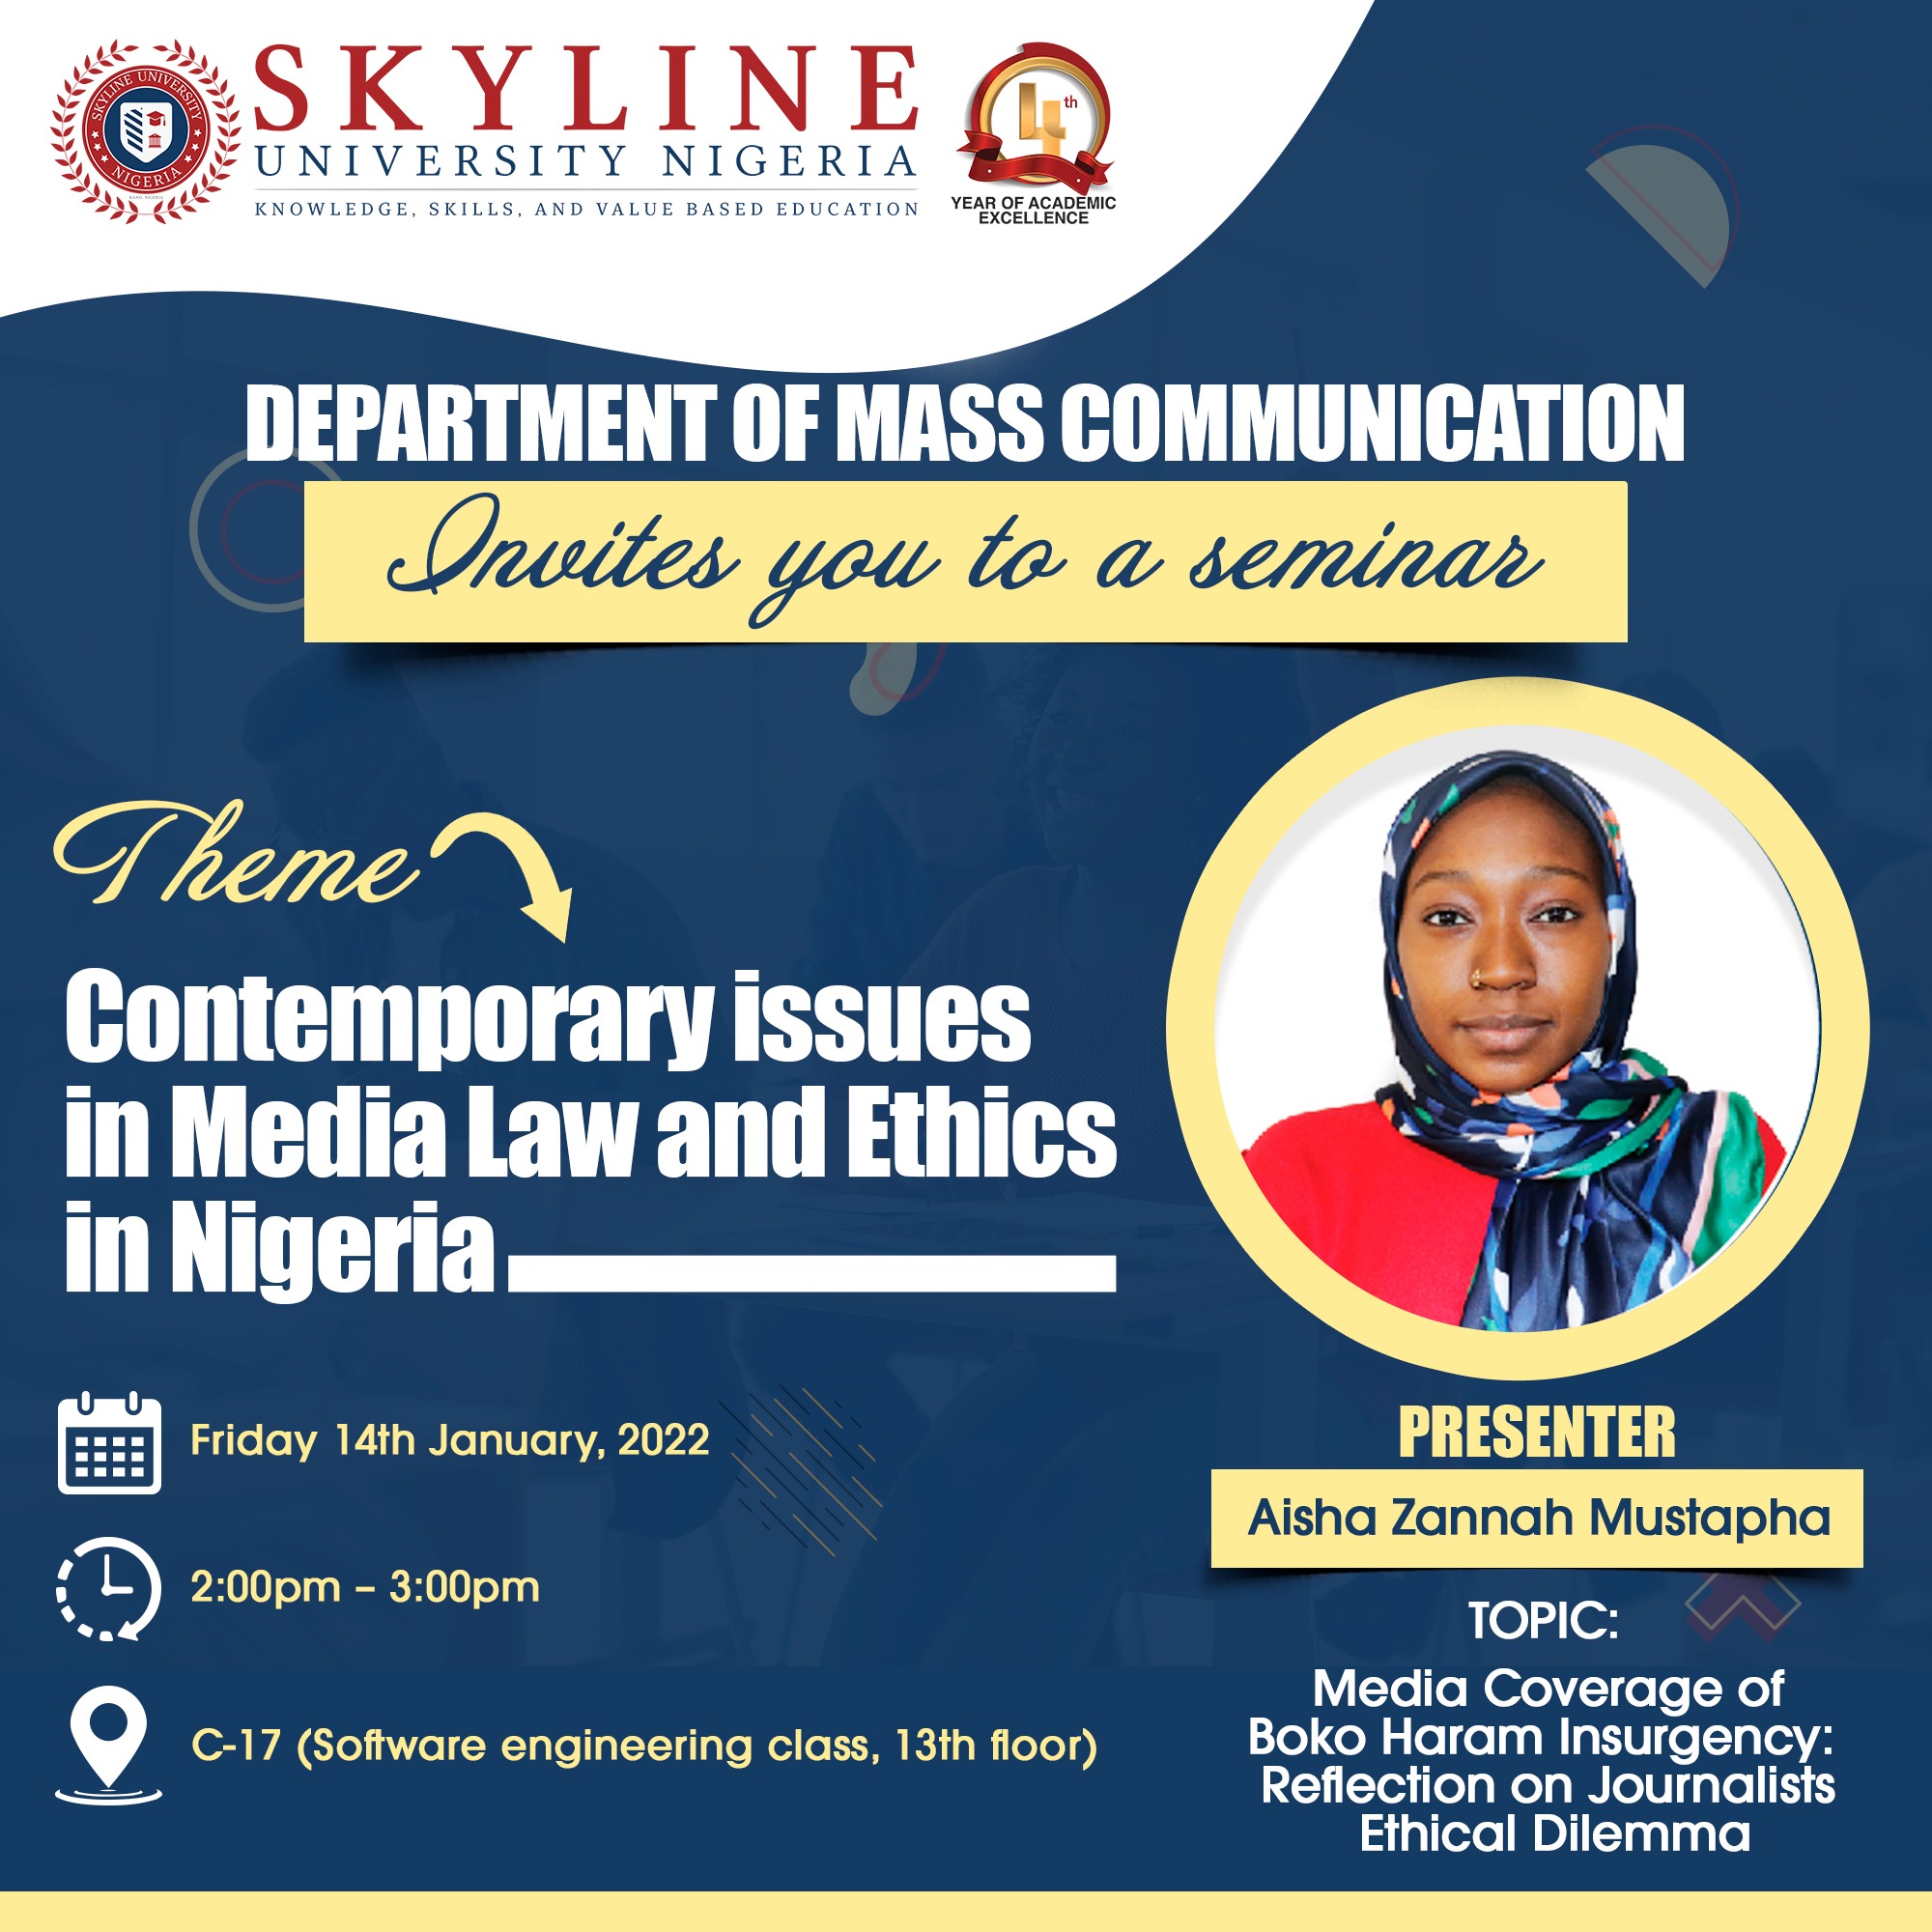 SKYLINE UNIVERSITY
NIGERIA
SKYLINE
UNIVERSITY NIGERIA
KNOWLEDGE, SKILLS, AND VALUE BASED EDUCATION
4th
YEAR OF ACADEMIC
EXCELLENCE
DEPARTMENT OF MASS COMMUNICATION
Invites you to a seminar
Theme
Contemporary issues
in Media Law and Ethics
in Nigeria
Friday 14th January, 2022
2:00pm – 3:00pm
C-17 (Software engineering class, 13th floor)
PRESENTER
Aisha Zannah Mustapha
TOPIC:
Media Coverage of
Boko Haram Insurgency:
Reflection on Journalists
Ethical Dilemma